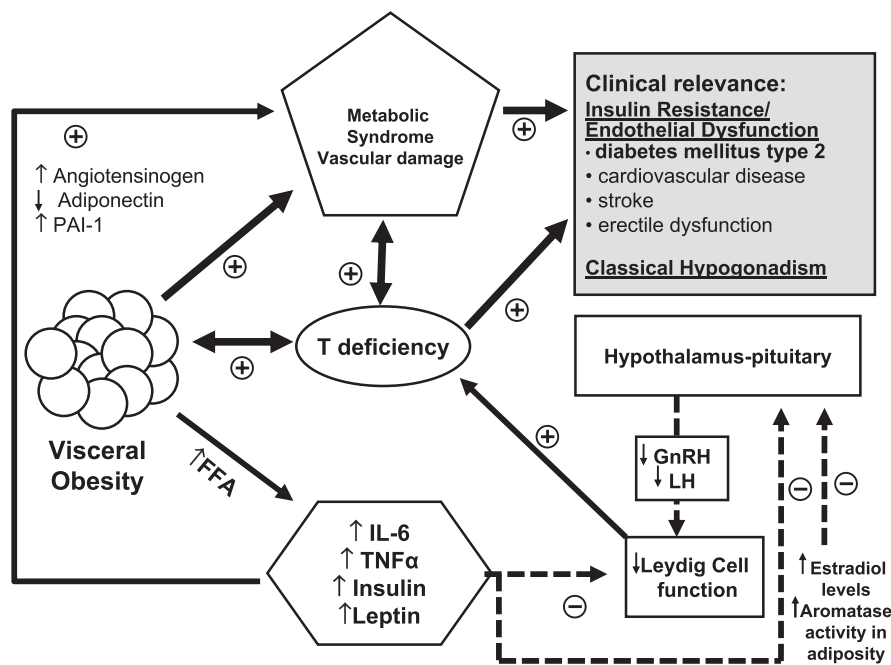 Metabolic
Syndrome
Vascular damage
Clinical relevance:
Insulin Resistance/
Endothelial Dysfunction
• diabetes mellitus type 2
• cardiovascular disease
• stroke
• erectile dysfunction
Classical Hypogonadism
+
+
↑ Angiotensinogen
↓ Adiponectin
↑ PAI-1
+
+
+
+
T deficiency
Hypothalamus-pituitary
Visceral
Obesity
↑FFA
+
↓ GnRH
↓ LH
−
−
↑ IL-6
↑ TNFα
↑ Insulin
↑Leptin
−
↓Leydig Cell
function
↑Estradiol
levels
↑Aromatase
activity in
adiposity